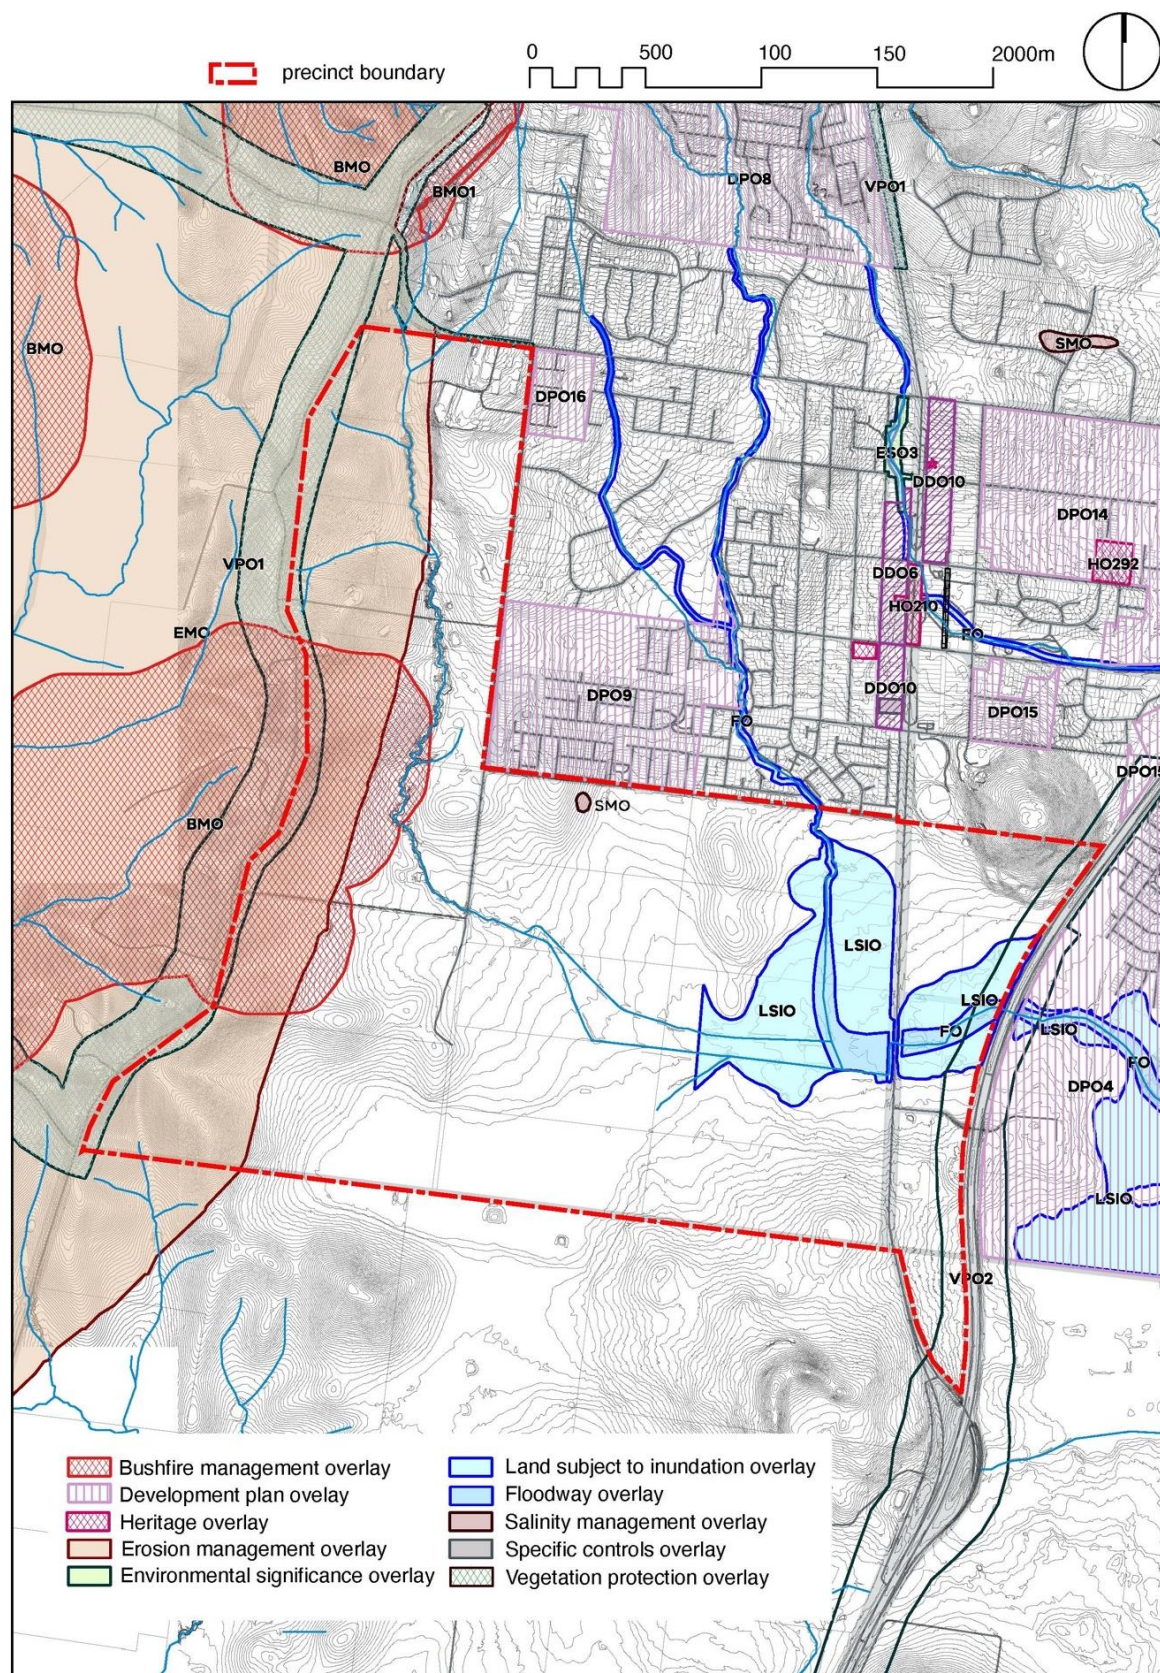 precinct boundary
0 500 100 150 2000m
BMO
BMO1
DPO8
VPO1
BMO
SMO
DPO16
ESO3
DDO10
DPO14
VPO1
DDO6
HO292
HO210
EMO
FO
DPO9
DDO10
DPO15
FO
DPO15
SMO
BMO
LSIO
LSIO
LSIO
FO
LSIO
FO
DPO4
LSIO
VPO2
Bushfire management overlay
Development plan ovelay
Heritage overlay
Erosion management overlay
Environmental significance overlay
Land subject to inundation overlay
Floodway overlay
Salinity management overlay
Specific controls overlay
Vegetation protection overlay